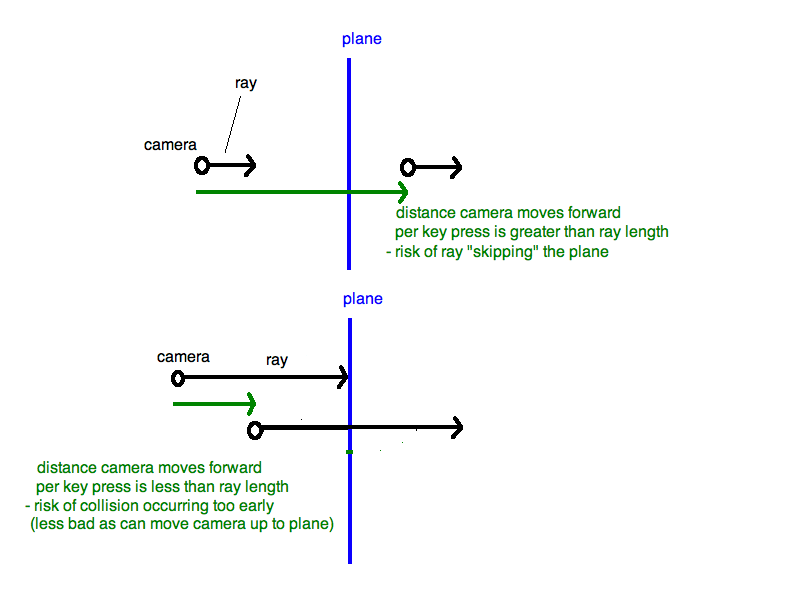 plane
ray
camera
distance camera moves forward
per key press is greater than ray length
- risk of ray "skipping" the plane
plane
camera
ray
distance camera moves forward
per key press is less than ray length
- risk of collision occurring too early
(less bad as can move camera up to plane)